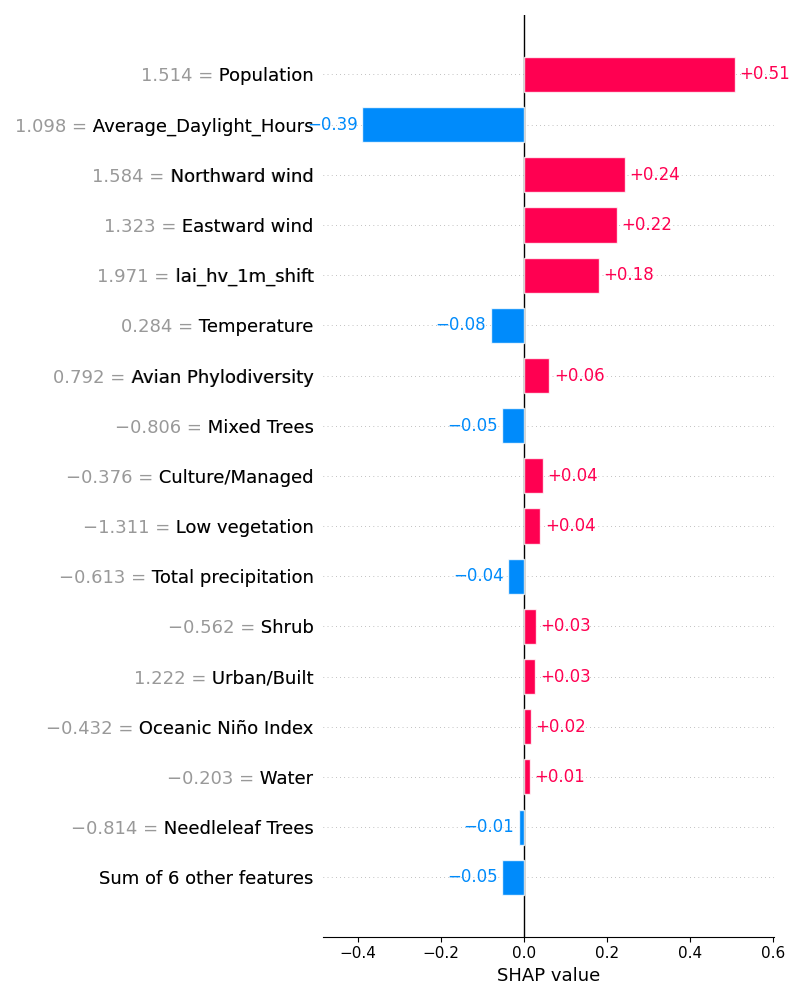 1.514 = Population +0.51
1.098 = Average_Daylight_Hours −0.39
1.584 = Northward wind +0.24
1.323 = Eastward wind +0.22
1.971 = lai_hv_1m_shift +0.18
0.284 = Temperature −0.08
0.792 = Avian Phylodiversity +0.06
−0.806 = Mixed Trees −0.05
−0.376 = Culture/Managed +0.04
−1.311 = Low vegetation +0.04
−0.613 = Total precipitation −0.04
−0.562 = Shrub +0.03
1.222 = Urban/Built +0.03
−0.432 = Oceanic Niño Index +0.02
−0.203 = Water +0.01
−0.814 = Needleleaf Trees −0.01
Sum of 6 other features −0.05
−0.4 −0.2 0.0 0.2 0.4 0.6
SHAP value